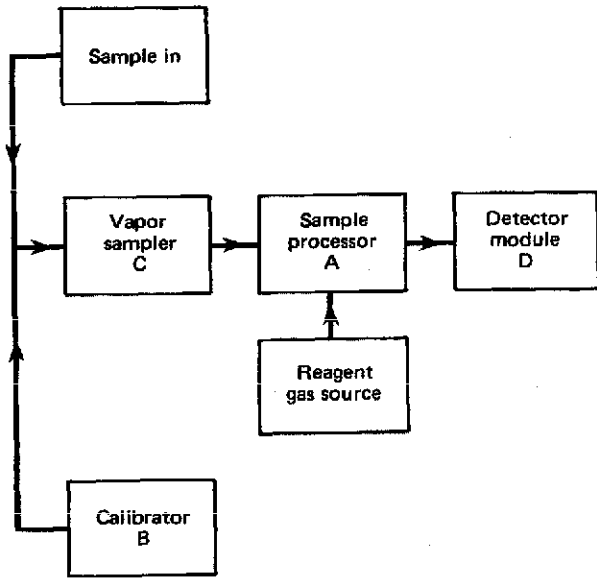 Sample in
Vapor
sampler
C
Sample
processor
A
Detector
module
D
Reagent
gas source
Calibrator
B